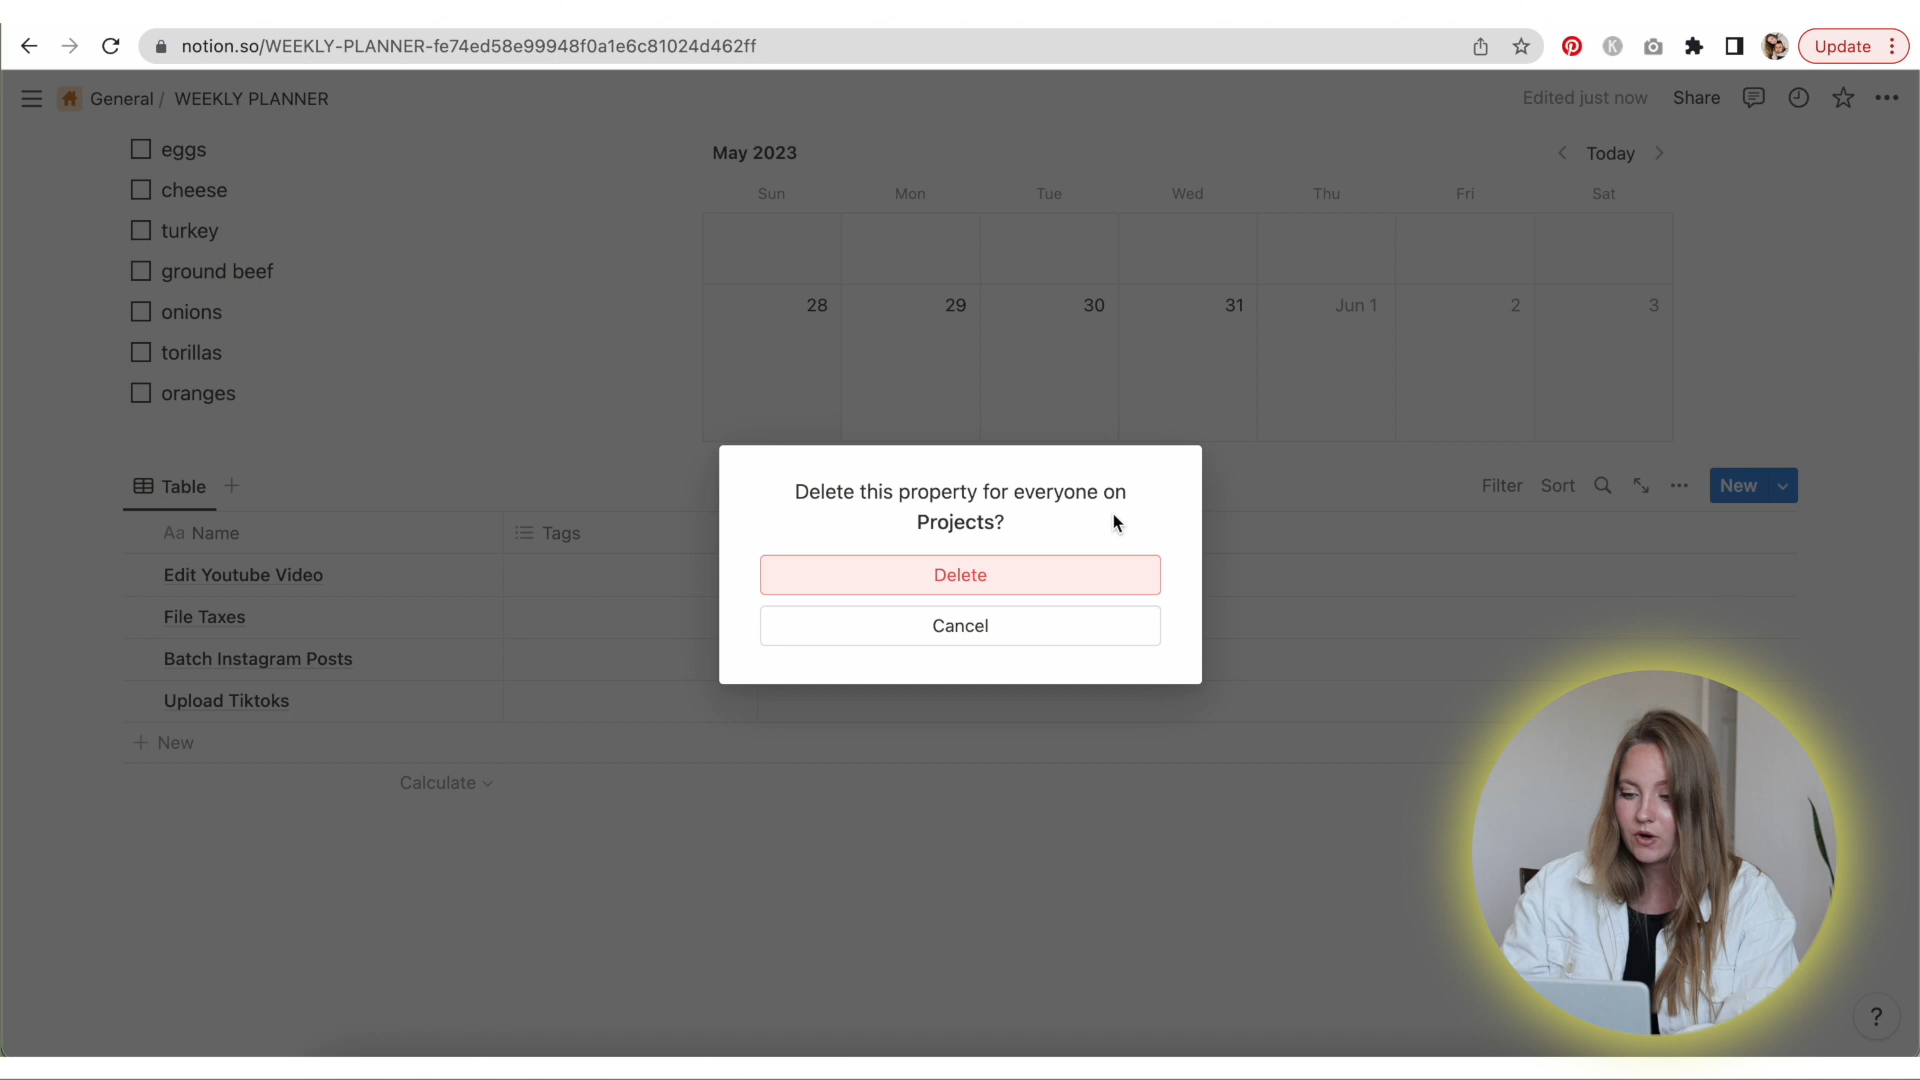 notion.so/WEEKLY-PLANNER-fe74ed58e99948f0a1e6c81024d462ff
Update
General / WEEKLY PLANNER
Edited just now
Share
eggs
cheese
turkey
ground beef
onions
torillas
oranges
May 2023
Today
Sun Mon Tue Wed Thu Fri Sat
28 29 30 31 Jun 1 2 3
Table
Filter Sort
New
Aa Name
Tags
Edit Youtube Video
File Taxes
Batch Instagram Posts
Upload Tiktoks
+ New
Calculate
Delete this property for everyone on
Projects?
Delete
Cancel
?